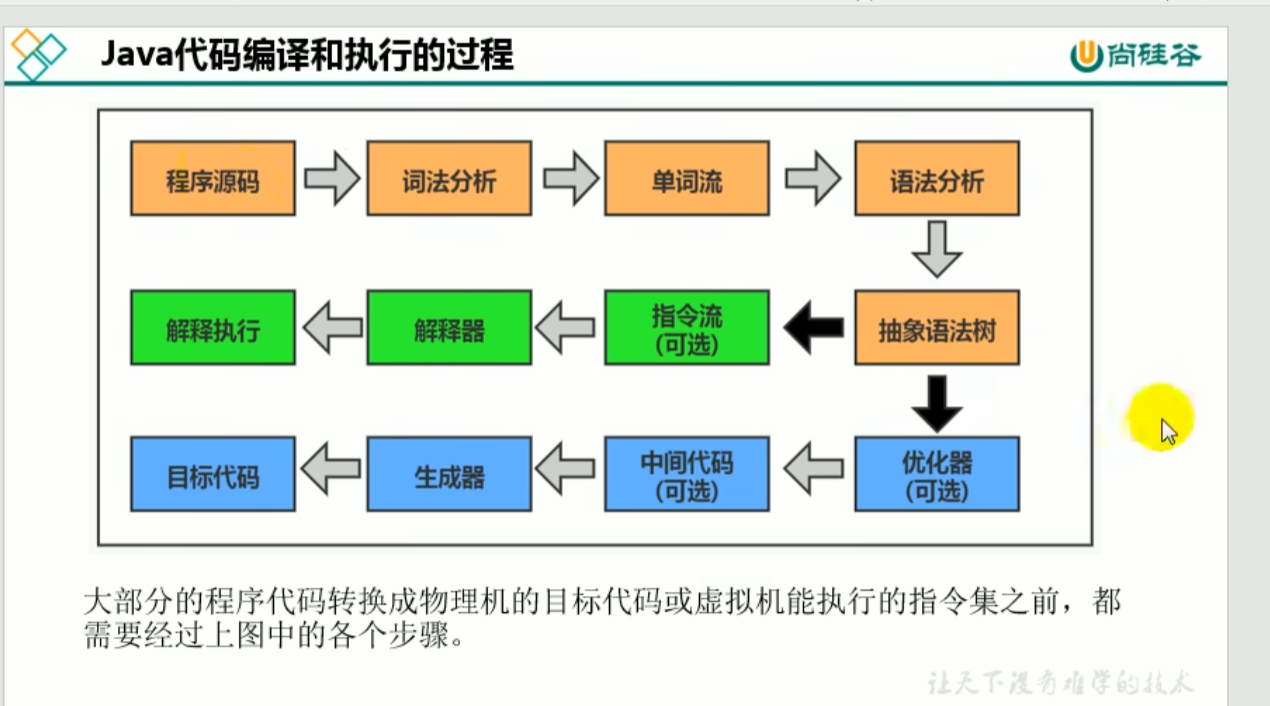 Java代码编译和执行的过程
尚硅谷
程序源码
词法分析
单词流
语法分析
解释执行
解释器
指令流
(可选)
抽象语法树
目标代码
生成器
中间代码
(可选)
优化器
(可选)
大部分的程序代码转换成物理机的目标代码或虚拟机能执行的指令集之前，都
需要经过上图中的各个步骤。
让天下没有难学的技术